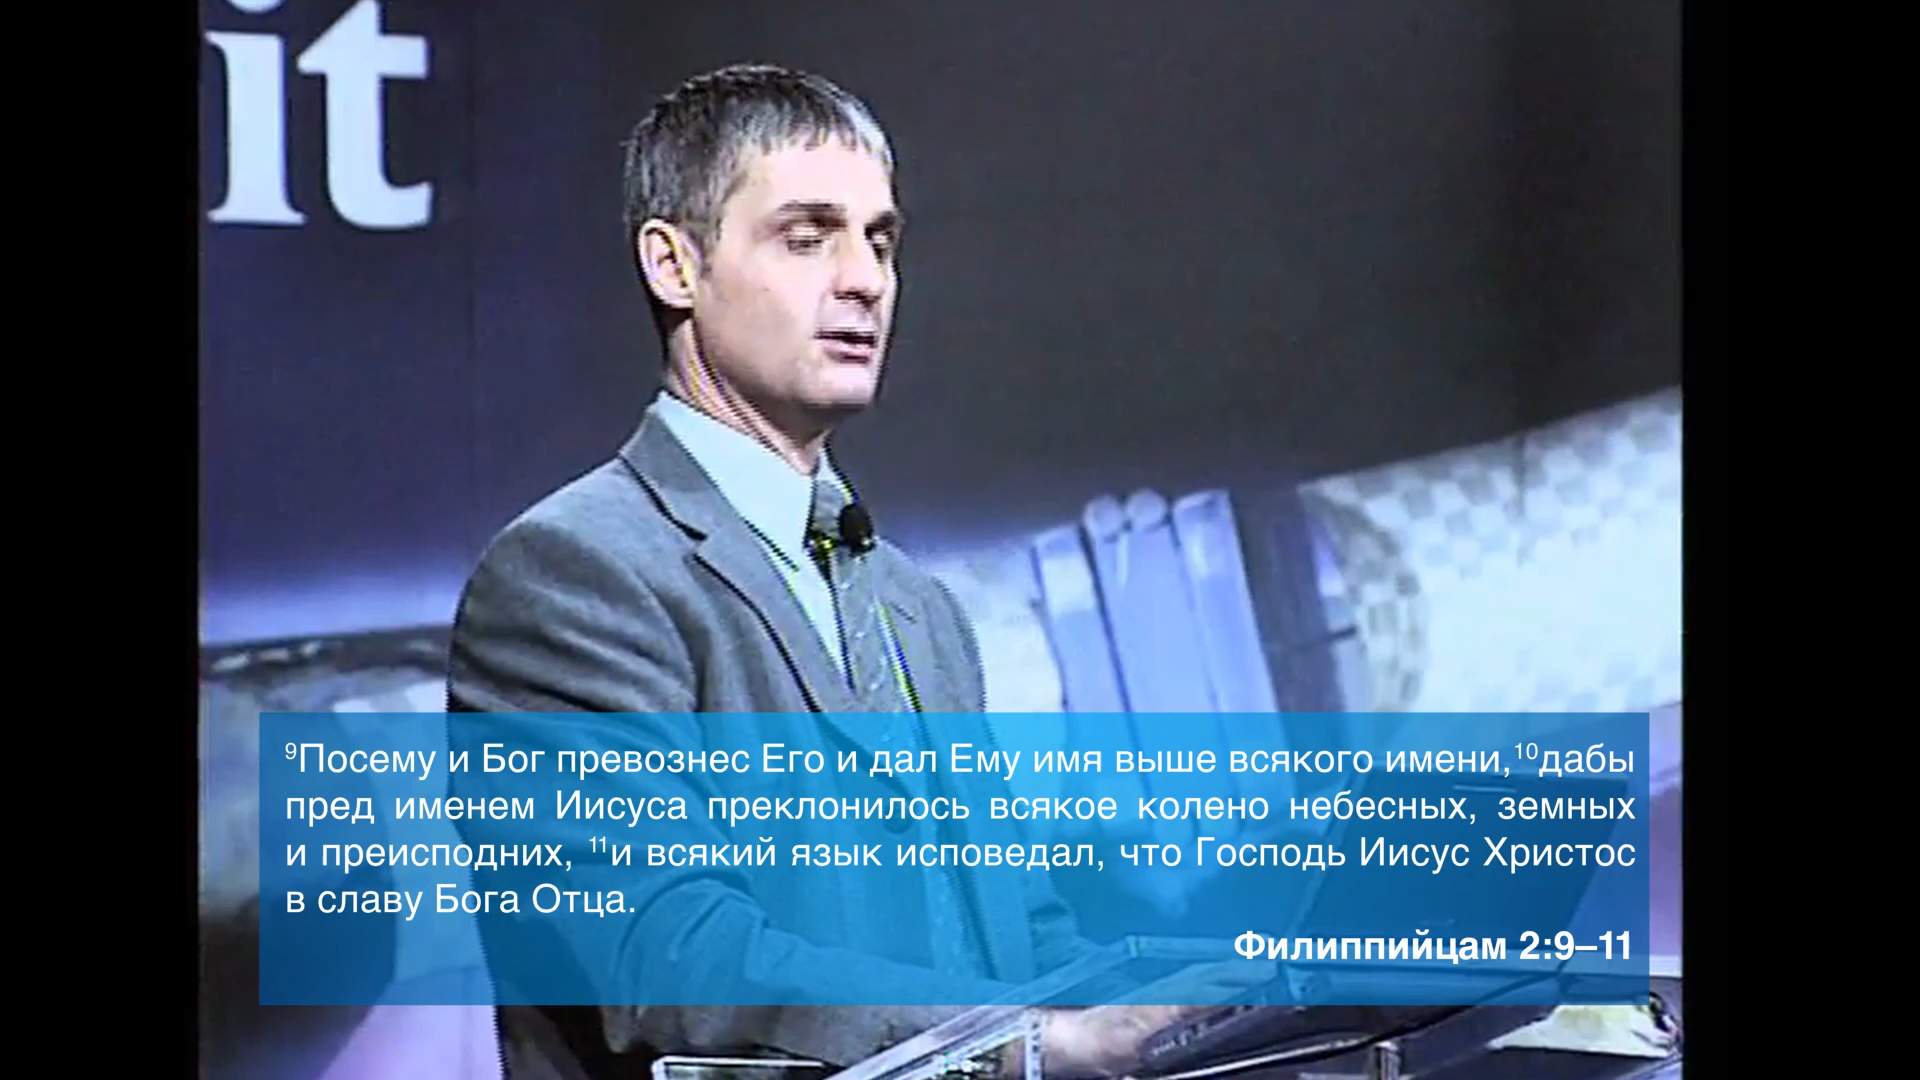 it
⁹Посему и Бог превознес Его и дал Ему имя выше всякого имени,¹⁰дабы
пред именем Иисуса преклонилось всякое колено небесных, земных
и преисподних, ¹¹и всякий язык исповедал, что Господь Иисус Христос
в славу Бога Отца.
Филиппийцам 2:9–11